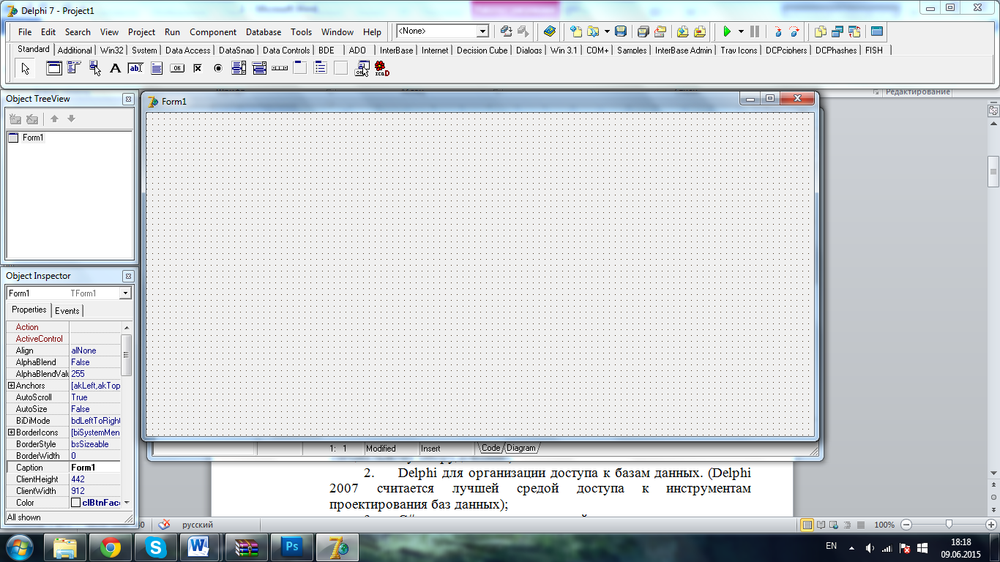 Delphi 7 - Project1
File Edit Search View Project Run Component Database Tools Window Help <None>
Standard Additional Win32 System Data Access DataSnap Data Controls BDE ADO InterBase Internet Decision Cube Dialogs Win 3.1 COM+ Samples InterBase Admin Tray Icons DCPciphers DCPhashes FISH
Редактирование
Object TreeView
Form1
Form1
Object Inspector
Form1 TForm1
Properties Events
Action
ActiveControl
Align alNone
AlphaBlend False
AlphaBlendValu 255
Anchors [akLeft,akTop
AutoScroll True
AutoSize False
BiDiMode bdLeftToRight
BorderIcons [biSystemMen
BorderStyle bsSizeable
BorderWidth 0
Caption Form1
ClientHeight 442
ClientWidth 912
Color clBtnFac
All shown
1: 1 Modified Insert Code Diagram
2. Delphi для организации доступа к базам данных. (Delphi
2007 считается лучшей средой доступа к инструментам
проектирования баз данных);
русский
100%
EN
18:18
09.06.2015